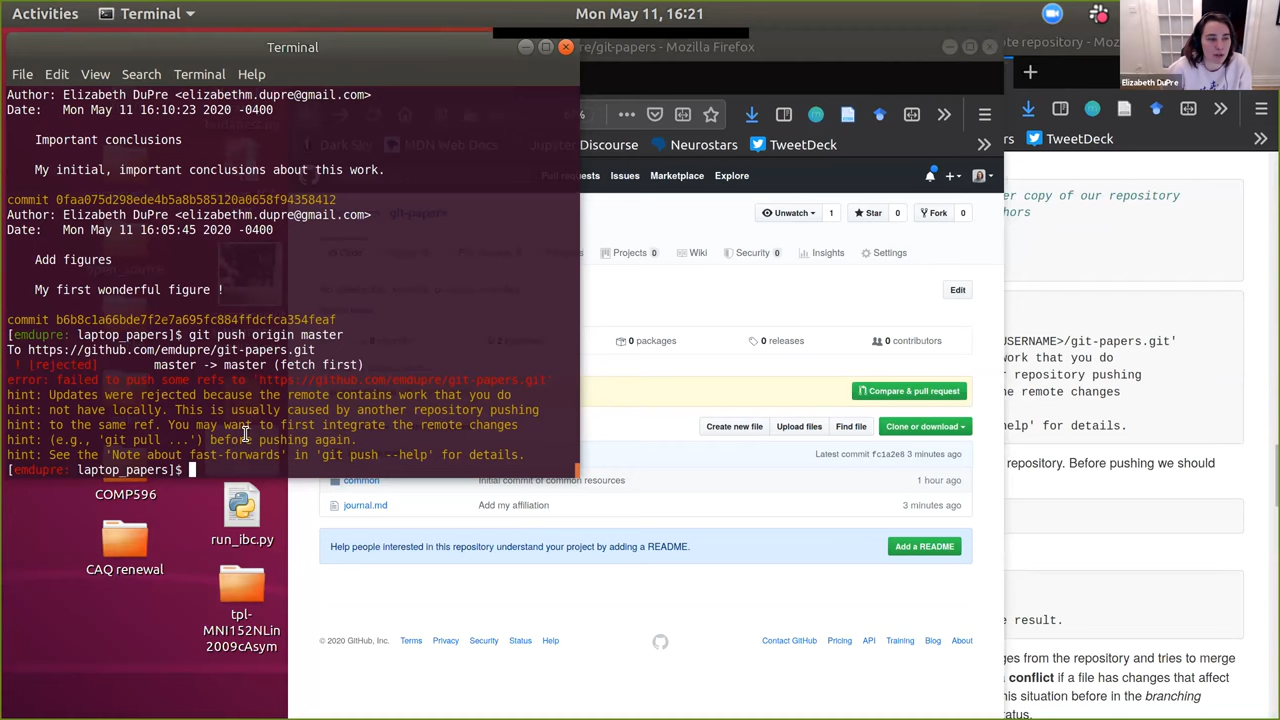 Activities
Terminal
Mon May 11, 16:21
Elizabeth DuPre
Terminal
/git-papers - Mozilla Firefox
ote repository - Mo
File Edit View Search Terminal Help
Author: Elizabeth DuPre <elizabethm.dupre@gmail.com>
Date: Mon May 11 16:10:23 2020 -0400
Important conclusions
My initial, important conclusions about this work.
commit 0faa075d298ede4b5a8b585120a0658f94358412
Author: Elizabeth DuPre <elizabethm.dupre@gmail.com>
Date: Mon May 11 16:05:45 2020 -0400
Add figures
My first wonderful figure !
commit b6b8c1a66bde7f2e7a695fc884ffdcfca354feaf
[emdupre: laptop_papers]$ git push origin master
To https://github.com/emdupre/git-papers.git
! [rejected] master -> master (fetch first)
error: failed to push some refs to 'https://github.com/emdupre/git-papers.git'
hint: Updates were rejected because the remote contains work that you do
hint: not have locally. This is usually caused by another repository pushing
hint: to the same ref. You may want to first integrate the remote changes
hint: (e.g., 'git pull ...') before pushing again.
hint: See the 'Note about fast-forwards' in 'git push --help' for details.
[emdupre: laptop_papers]$
COMP596
run_ibc.py
CAQ renewal
tpl-
MNI152NLin
2009cAsym
Dark Sky
MDN Web Docs
Jupyter Discourse
Neurostars
TweetDeck
Pull requests Issues Marketplace Explore
git-papers
Unwatch 1 Star 0 Fork 0
Projects 0 Wiki Security 0 Insights Settings
Edit
0 packages 0 releases 0 contributors
Compare & pull request
Create new file Upload files Find file Clone or download
Latest commit fc1a2e8 3 minutes ago
common Initial commit of common resources 1 hour ago
journal.md Add my affiliation 3 minutes ago
Help people interested in this repository understand your project by adding a README. Add a README
© 2020 GitHub, Inc. Terms Privacy Security Status Help
Contact GitHub Pricing API Training Blog About
rs TweetDeck
er copy of our repository
hors
USERNAME>/git-papers.git'
work that you do
repository pushing
the remote changes
elp' for details.
repository. Before pushing we should
e result.
ges from the repository and tries to merge
conflict if a file has changes that affect
his situation before in the branching
atus.